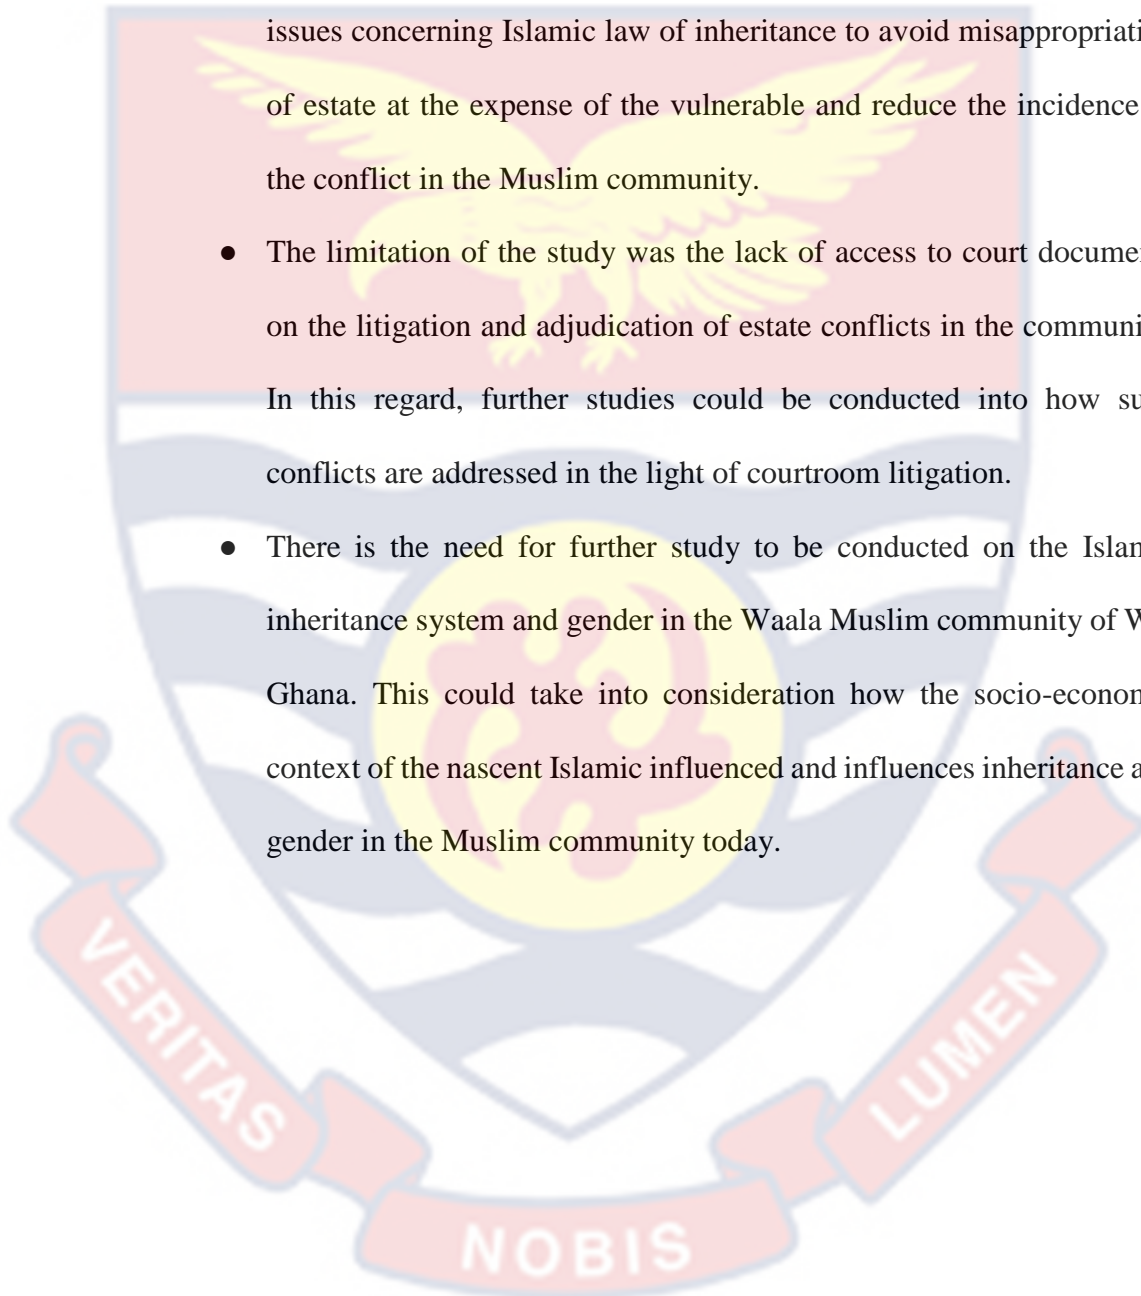 issues concerning Islamic law of inheritance to avoid misappropriati
of estate at the expense of the vulnerable and reduce the incidence
the conflict in the Muslim community.
● The limitation of the study was the lack of access to court docume
on the litigation and adjudication of estate conflicts in the communi
In this regard, further studies could be conducted into how su
conflicts are addressed in the light of courtroom litigation.
● There is the need for further study to be conducted on the Islam
inheritance system and gender in the Waala Muslim community of W
Ghana. This could take into consideration how the socio-econom
context of the nascent Islamic influenced and influences inheritance a
gender in the Muslim community today.
VERITAS
NOBIS
LUMEN